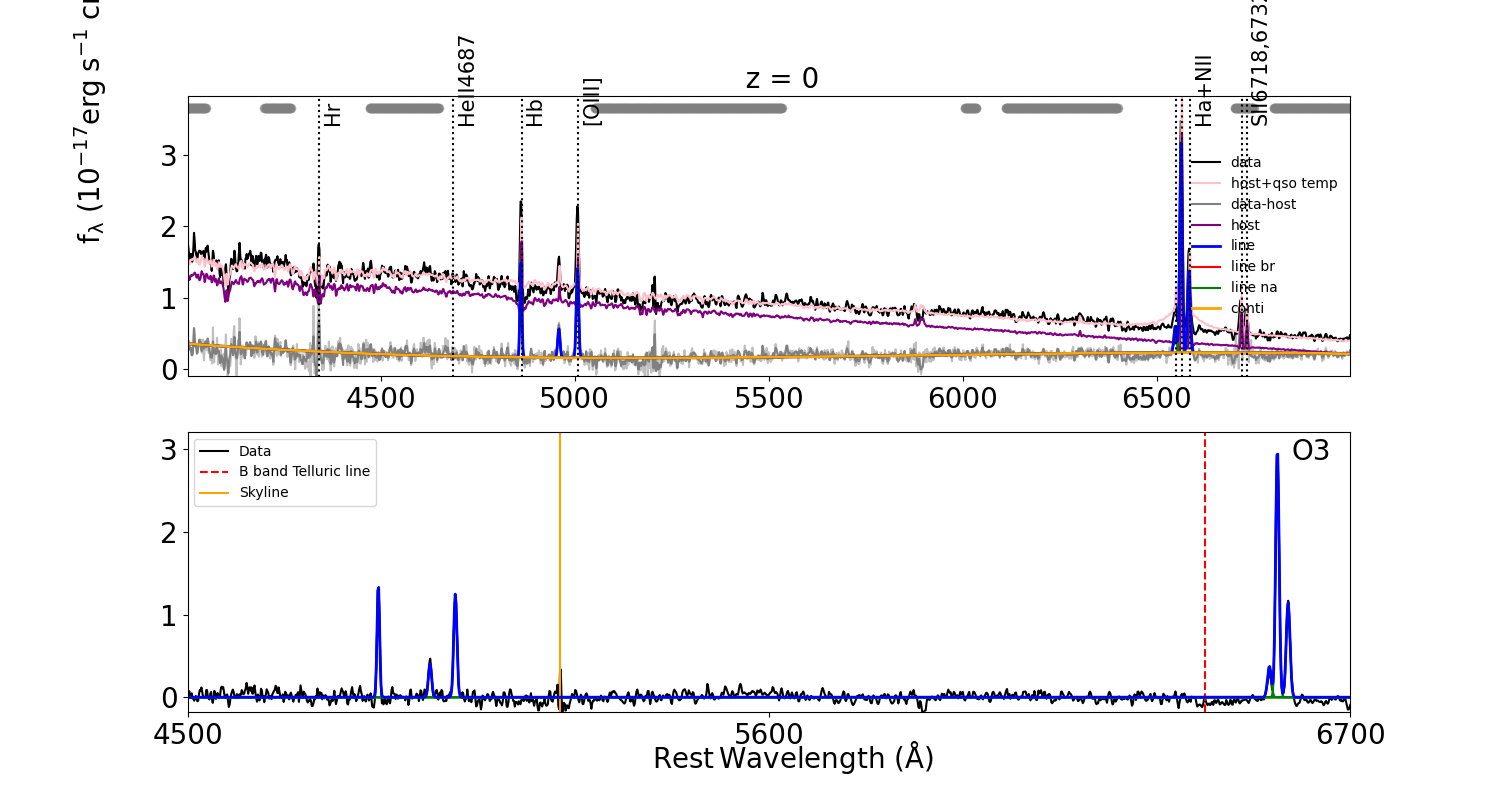 z = 0
f_λ (10^−17 erg s^−1
Hr
HeII4687
Hb
[OIII]
Ha+NII
SII6718,6732
3
2
1
0
data
host+qso temp
data-host
host
line
line br
line na
conti
4500 5000 5500 6000 6500
Data
B band Telluric line
Skyline
O3
3
2
1
0
4500 5600 6700
Rest Wavelength (Å)